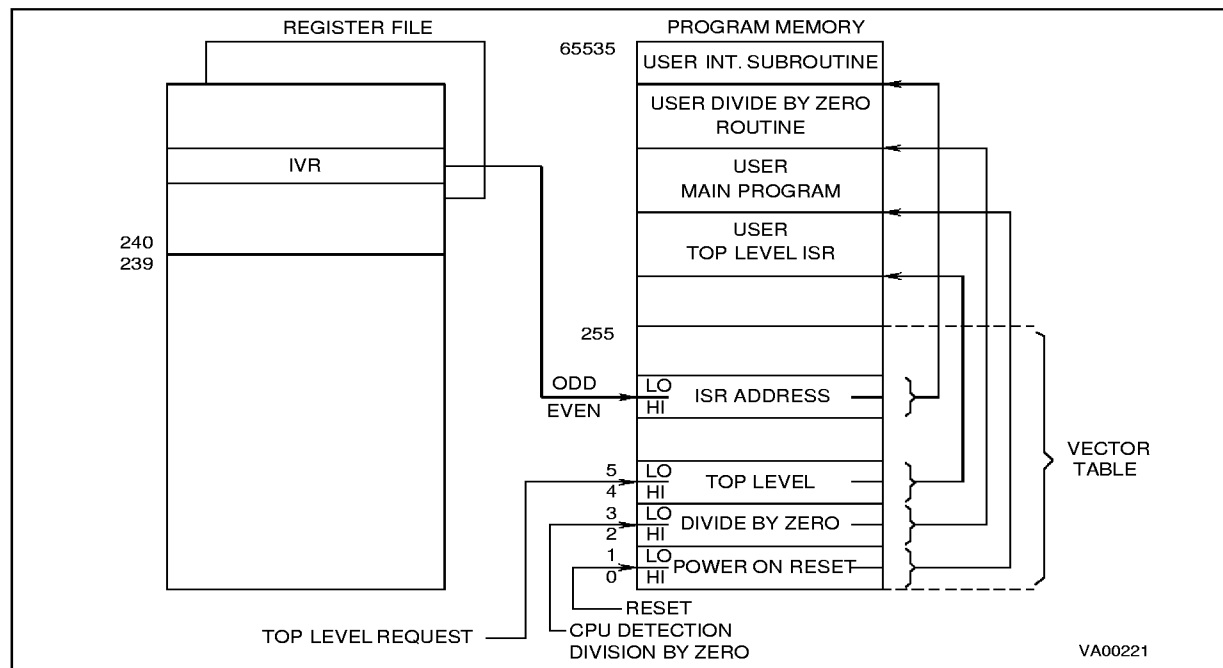 REGISTER FILE
PROGRAM MEMORY
65535
USER INT. SUBROUTINE
USER DIVIDE BY ZERO
ROUTINE
IVR
USER
MAIN PROGRAM
USER
TOP LEVEL ISR
240
239
255
ODD
EVEN
LO
HI
ISR ADDRESS
5
4
LO
HI
TOP LEVEL
3
2
LO
HI
DIVIDE BY ZERO
1
0
LO
HI
POWER ON RESET
VECTOR
TABLE
RESET
TOP LEVEL REQUEST
CPU DETECTION
DIVISION BY ZERO
VA00221